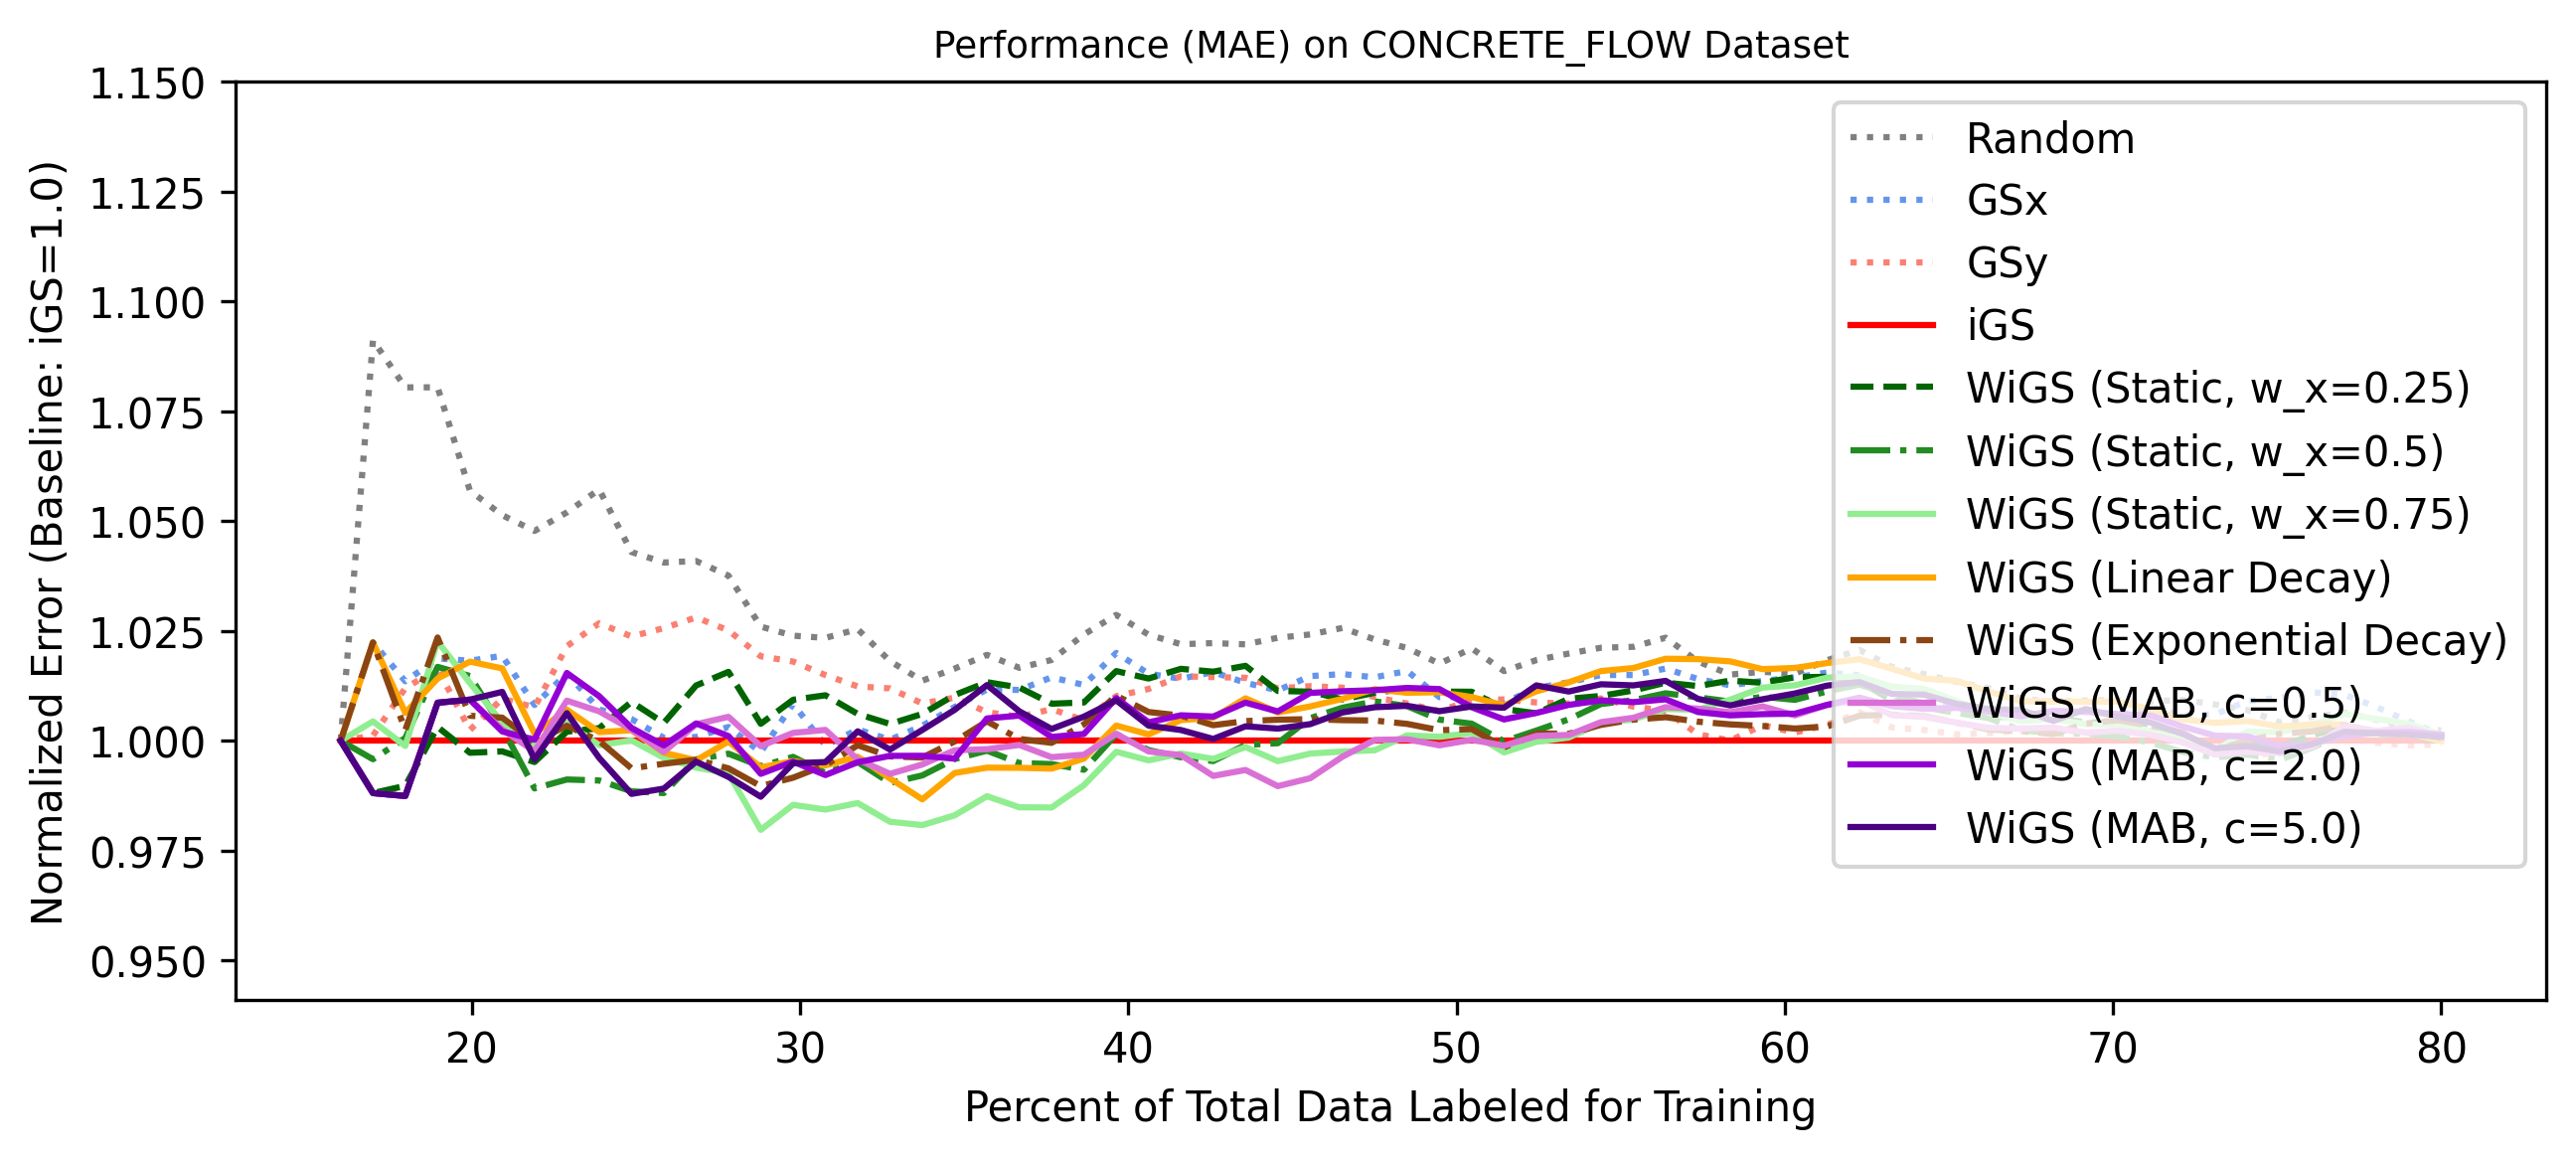 Performance (MAE) on CONCRETE_FLOW Dataset
Normalized Error (Baseline: iGS=1.0)
1.150
1.125
1.100
1.075
1.050
1.025
1.000
0.975
0.950
Random
GSx
GSy
iGS
WiGS (Static, w_x=0.25)
WiGS (Static, w_x=0.5)
WiGS (Static, w_x=0.75)
WiGS (Linear Decay)
WiGS (Exponential Decay)
WiGS (MAB, c=0.5)
WiGS (MAB, c=2.0)
WiGS (MAB, c=5.0)
20 30 40 50 60 70 80
Percent of Total Data Labeled for Training